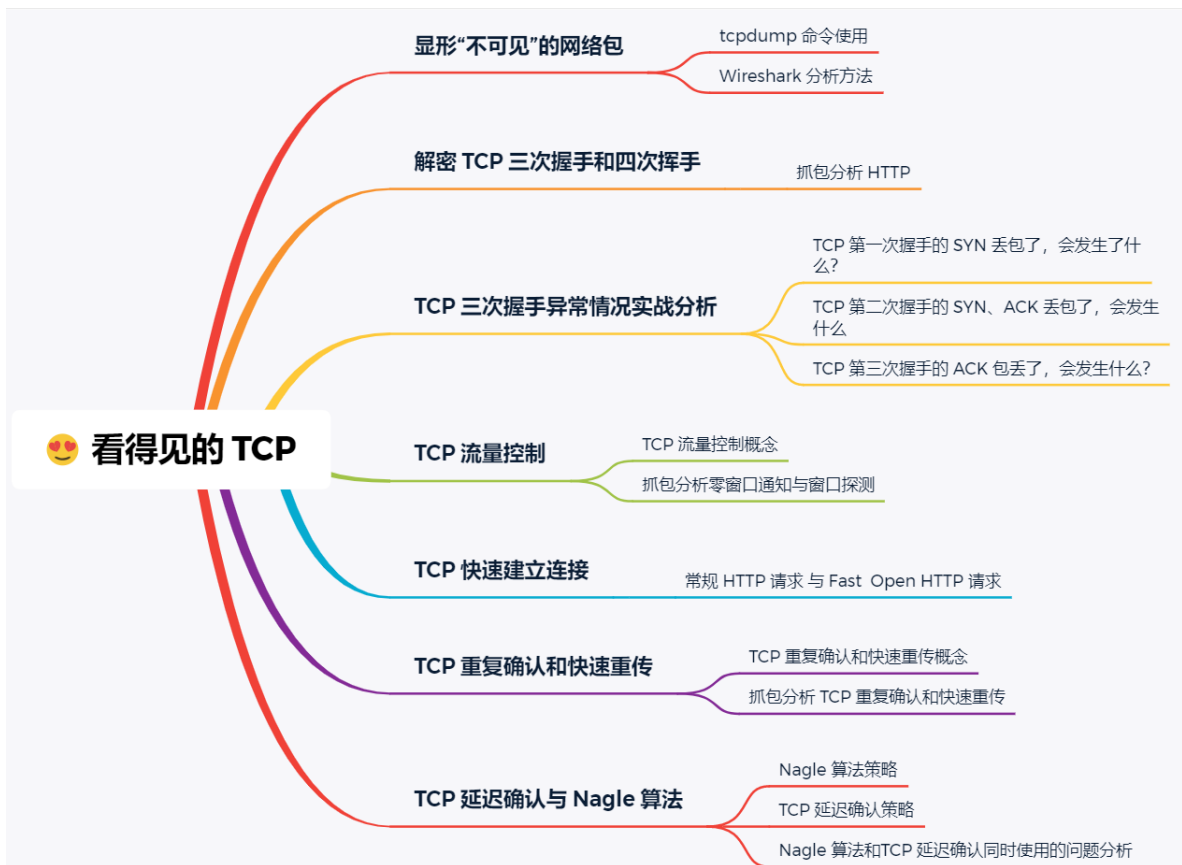 显形“不可见”的网络包
tcpdump 命令使用
Wireshark 分析方法
解密 TCP 三次握手和四次挥手
抓包分析 HTTP
TCP 三次握手异常情况实战分析
TCP 第一次握手的 SYN 丢包了，会发生了什
么？
TCP 第二次握手的 SYN、ACK 丢包了，会发生
什么
TCP 第三次握手的 ACK 包丢了，会发生什么？
看得见的 TCP
TCP 流量控制
TCP 流量控制概念
抓包分析零窗口通知与窗口探测
TCP 快速建立连接
常规 HTTP 请求 与 Fast Open HTTP 请求
TCP 重复确认和快速重传
TCP 重复确认和快速重传概念
抓包分析 TCP 重复确认和快速重传
TCP 延迟确认与 Nagle 算法
Nagle 算法策略
TCP 延迟确认策略
Nagle 算法和TCP 延迟确认同时使用的问题分析